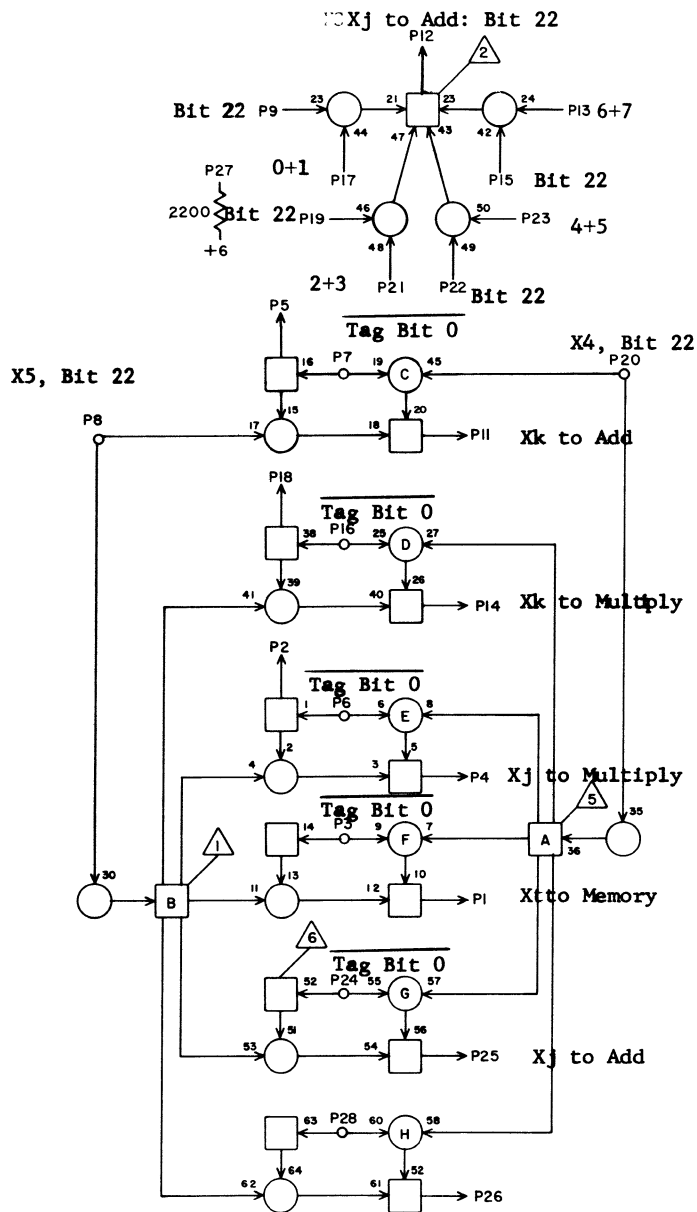 Xj to Add: Bit 22
P12
2
23 21 23 24
Bit 22 P9 P13 6+7
44 47 43 42
0+1 P17 P15 Bit 22
P27
2200
+6
Bit 22 P19 46 50 P23 4+5
48 49
2+3 P21 P22 Bit 22
P5 Tag Bit 0
X4, Bit 22
P20
X5, Bit 22
16 P7 19 C 45
P8
15 20
17 18 P11 Xk to Add
P18
Tag Bit 0
38 P16 25 D 27
39 26
41 40 P14 Xk to Multiply
P2
Tag Bit 0
1 P6 6 E 8
2 5
4 3 P4 Xj to Multiply
Tag Bit 0
5
35
14 P3 9 F 7 A 36
1
30 B
13 10
11 12 P1 Xt to Memory
6
Tag Bit 0
52 P24 55 G 57
51 56
53 54 P25 Xj to Add
63 P28 60 H 58
64 52
62 61 P26